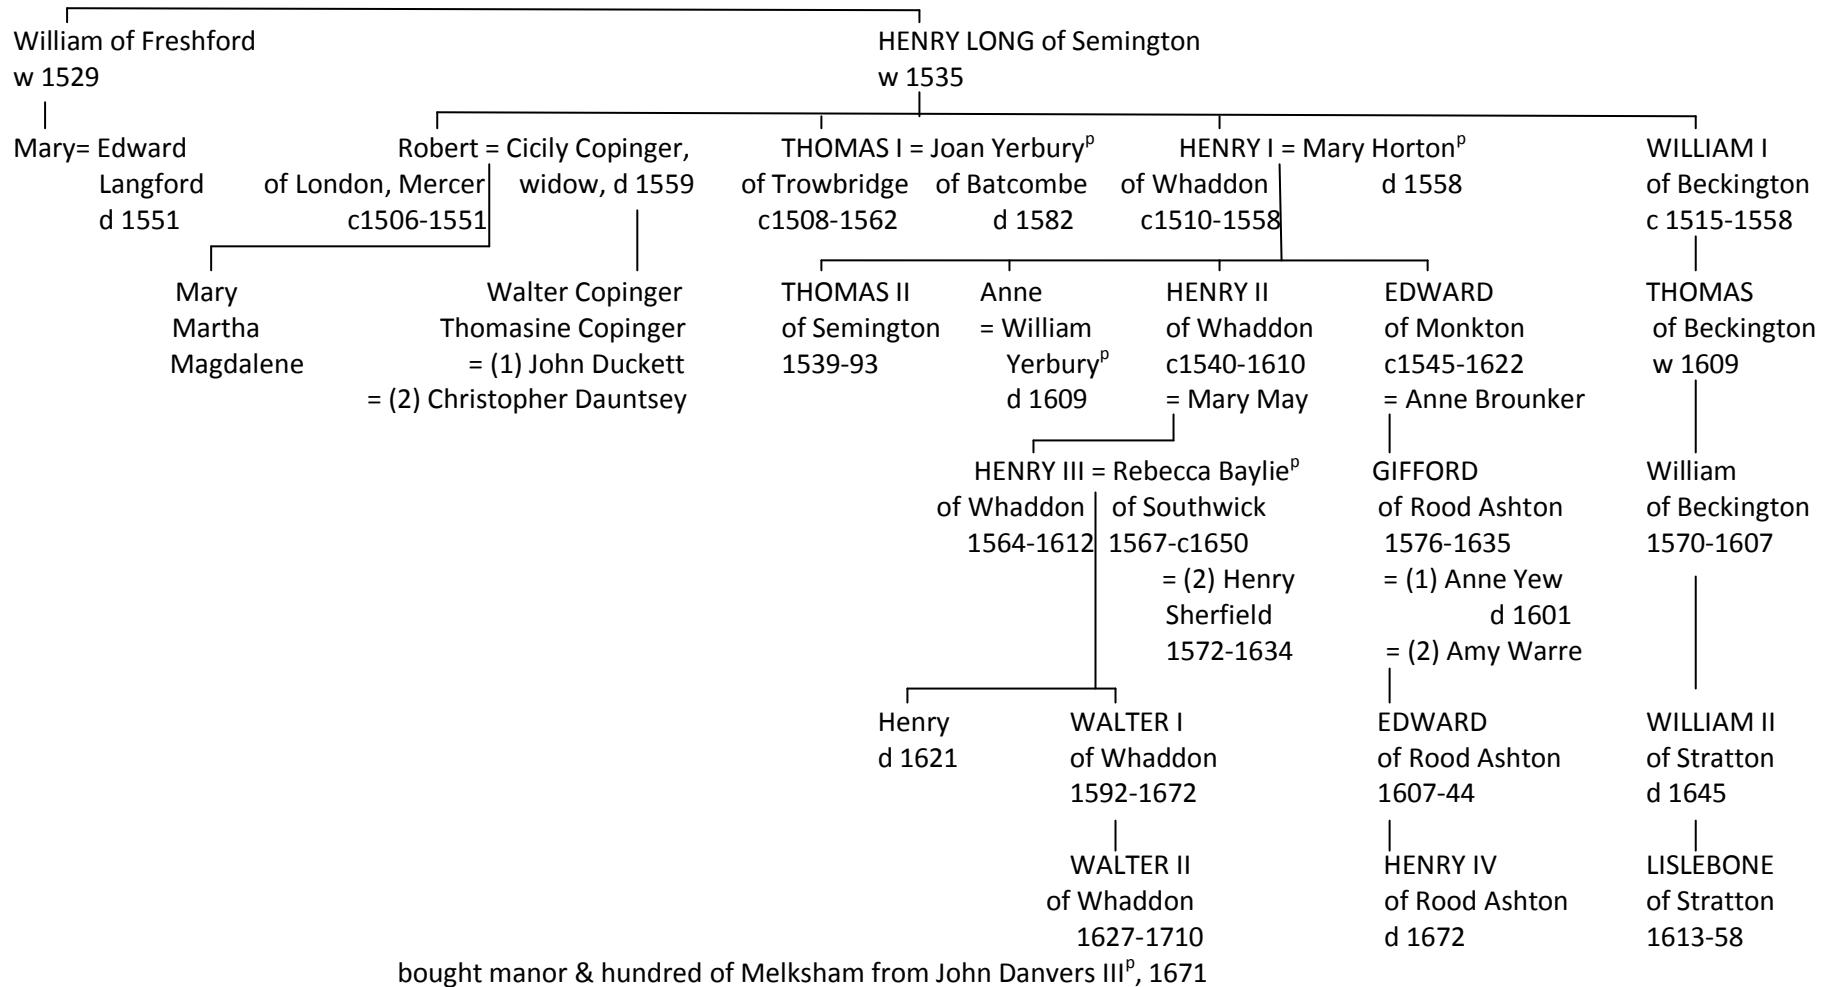 William of Freshford HENRY LONG of Semington
w 1529 w 1535
Mary= Edward Robert = Cicily Copinger, THOMAS I = Joan Yerburyᵖ HENRY I = Mary Hortonᵖ WILLIAM I
Langford of London, Mercer widow, d 1559 of Trowbridge of Batcombe of Whaddon d 1558 of Beckington
d 1551 c1506-1551 c1508-1562 d 1582 c1510-1558 c 1515-1558
Mary Walter Copinger THOMAS II Anne HENRY II EDWARD THOMAS
Martha Thomasine Copinger of Semington = William of Whaddon of Monkton of Beckington
Magdalene = (1) John Duckett 1539-93 Yerburyᵖ c1540-1610 c1545-1622 w 1609
= (2) Christopher Dauntsey d 1609 = Mary May = Anne Brounker
HENRY III = Rebecca Baylieᵖ GIFFORD William
of Whaddon of Southwick of Rood Ashton of Beckington
1564-1612 1567-c1650 1576-1635 1570-1607
= (2) Henry = (1) Anne Yew
Sherfield d 1601
1572-1634 = (2) Amy Warre
Henry WALTER I EDWARD WILLIAM II
d 1621 of Whaddon of Rood Ashton of Stratton
1592-1672 1607-44 d 1645
WALTER II HENRY IV LISLEBONE
of Whaddon of Rood Ashton of Stratton
1627-1710 d 1672 1613-58
bought manor & hundred of Melksham from John Danvers IIIᵖ, 1671